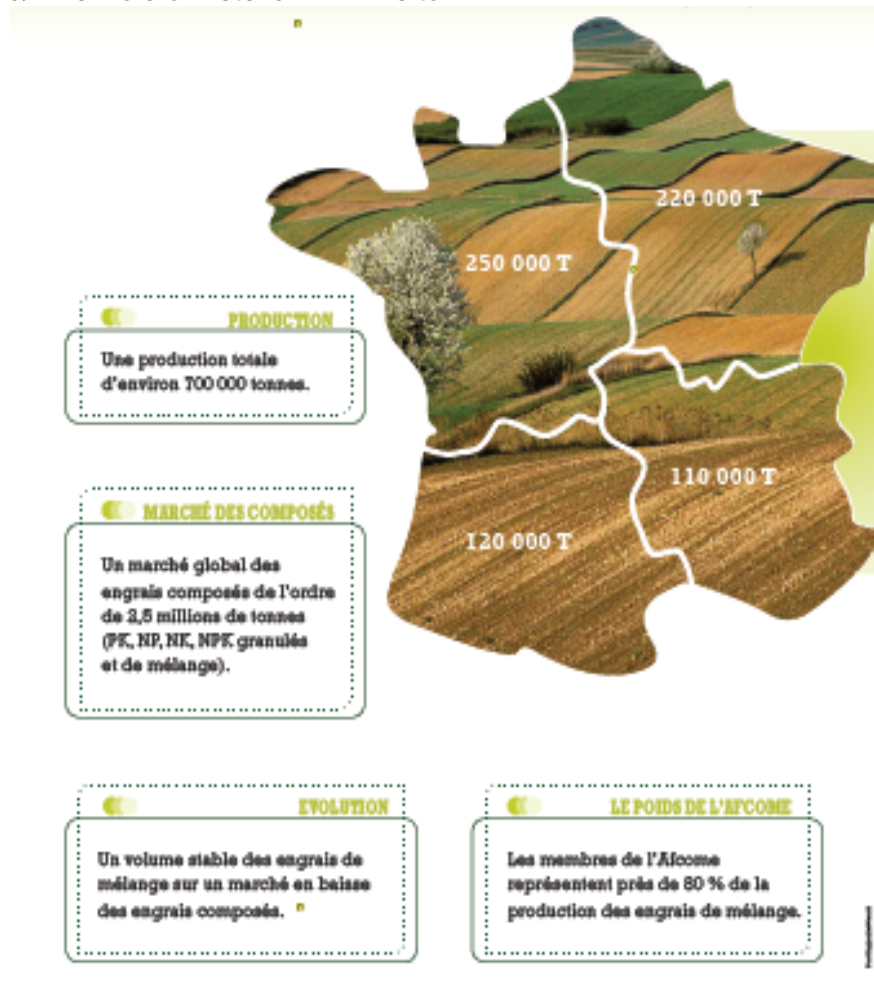 220 000 T
250 000 T
PRODUCTION
Une production totale
d'environ 700 000 tonnes.
110 000 T
120 000 T
MARCHÉ DES COMPOSÉS
Un marché global des
engrais composés de l'ordre
de 2,5 millions de tonnes
(PK, NP, NK, NPK granulés
et de mélange).
EVOLUTION
Un volume stable des engrais de
mélange sur un marché en baisse
des engrais composés.
LE POIDS DE L'AFCOME
Les membres de l'Afcome
représentent près de 80 % de la
production des engrais de mélange.